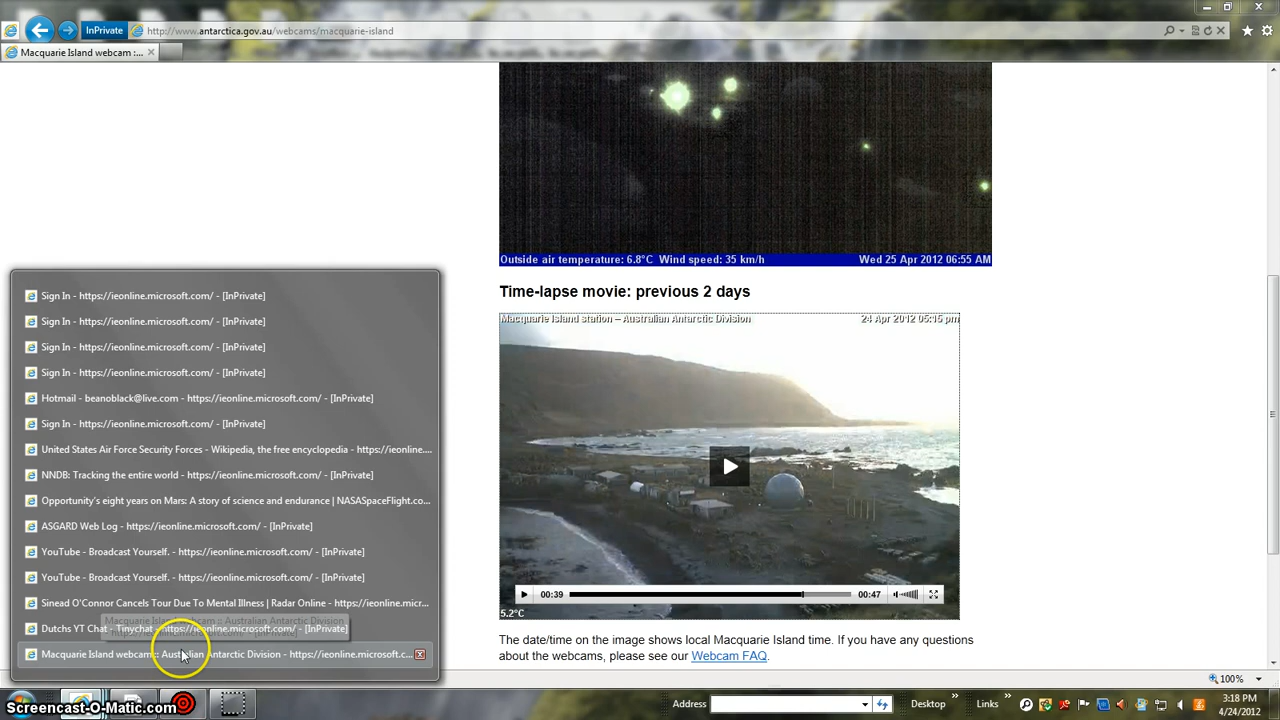 InPrivate
http://www.antarctica.gov.au/webcams/macquarie-island
Macquarie Island webcam :...
Outside air temperature: 6.8°C Wind speed: 35 km/h
Wed 25 Apr 2012 06:55 AM
Time-lapse movie: previous 2 days
Macquarie Island station – Australian Antarctic Division
24 Apr 2012 05:15 pm
00:39
00:47
5.2°C
The date/time on the image shows local Macquarie Island time. If you have any questions
about the webcams, please see our Webcam FAQ.
Sign In - https://ieonline.microsoft.com/ - [InPrivate]
Sign In - https://ieonline.microsoft.com/ - [InPrivate]
Sign In - https://ieonline.microsoft.com/ - [InPrivate]
Sign In - https://ieonline.microsoft.com/ - [InPrivate]
Hotmail - beanoblack@live.com - https://ieonline.microsoft.com/ - [InPrivate]
Sign In - https://ieonline.microsoft.com/ - [InPrivate]
United States Air Force Security Forces - Wikipedia, the free encyclopedia - https://ieonline....
NNDB: Tracking the entire world - https://ieonline.microsoft.com/ - [InPrivate]
Opportunity's eight years on Mars: A story of science and endurance | NASASpaceFlight.co...
ASGARD Web Log - https://ieonline.microsoft.com/ - [InPrivate]
YouTube - Broadcast Yourself. - https://ieonline.microsoft.com/ - [InPrivate]
YouTube - Broadcast Yourself. - https://ieonline.microsoft.com/ - [InPrivate]
Sinead O'Connor Cancels Tour Due To Mental Illness | Radar Online - https://ieonline.micr...
Macquarie Island webcam :: Australian Antarctic Division
Dutchs YT Chat - Tinychat - https://ieonline.microsoft.com/ - [InPrivate]
Macquarie Island webcam :: Australian Antarctic Division - https://ieonline.microsoft.c...
100%
Screencast-O-Matic.com
Address
Desktop
Links
3:18 PM
4/24/2012